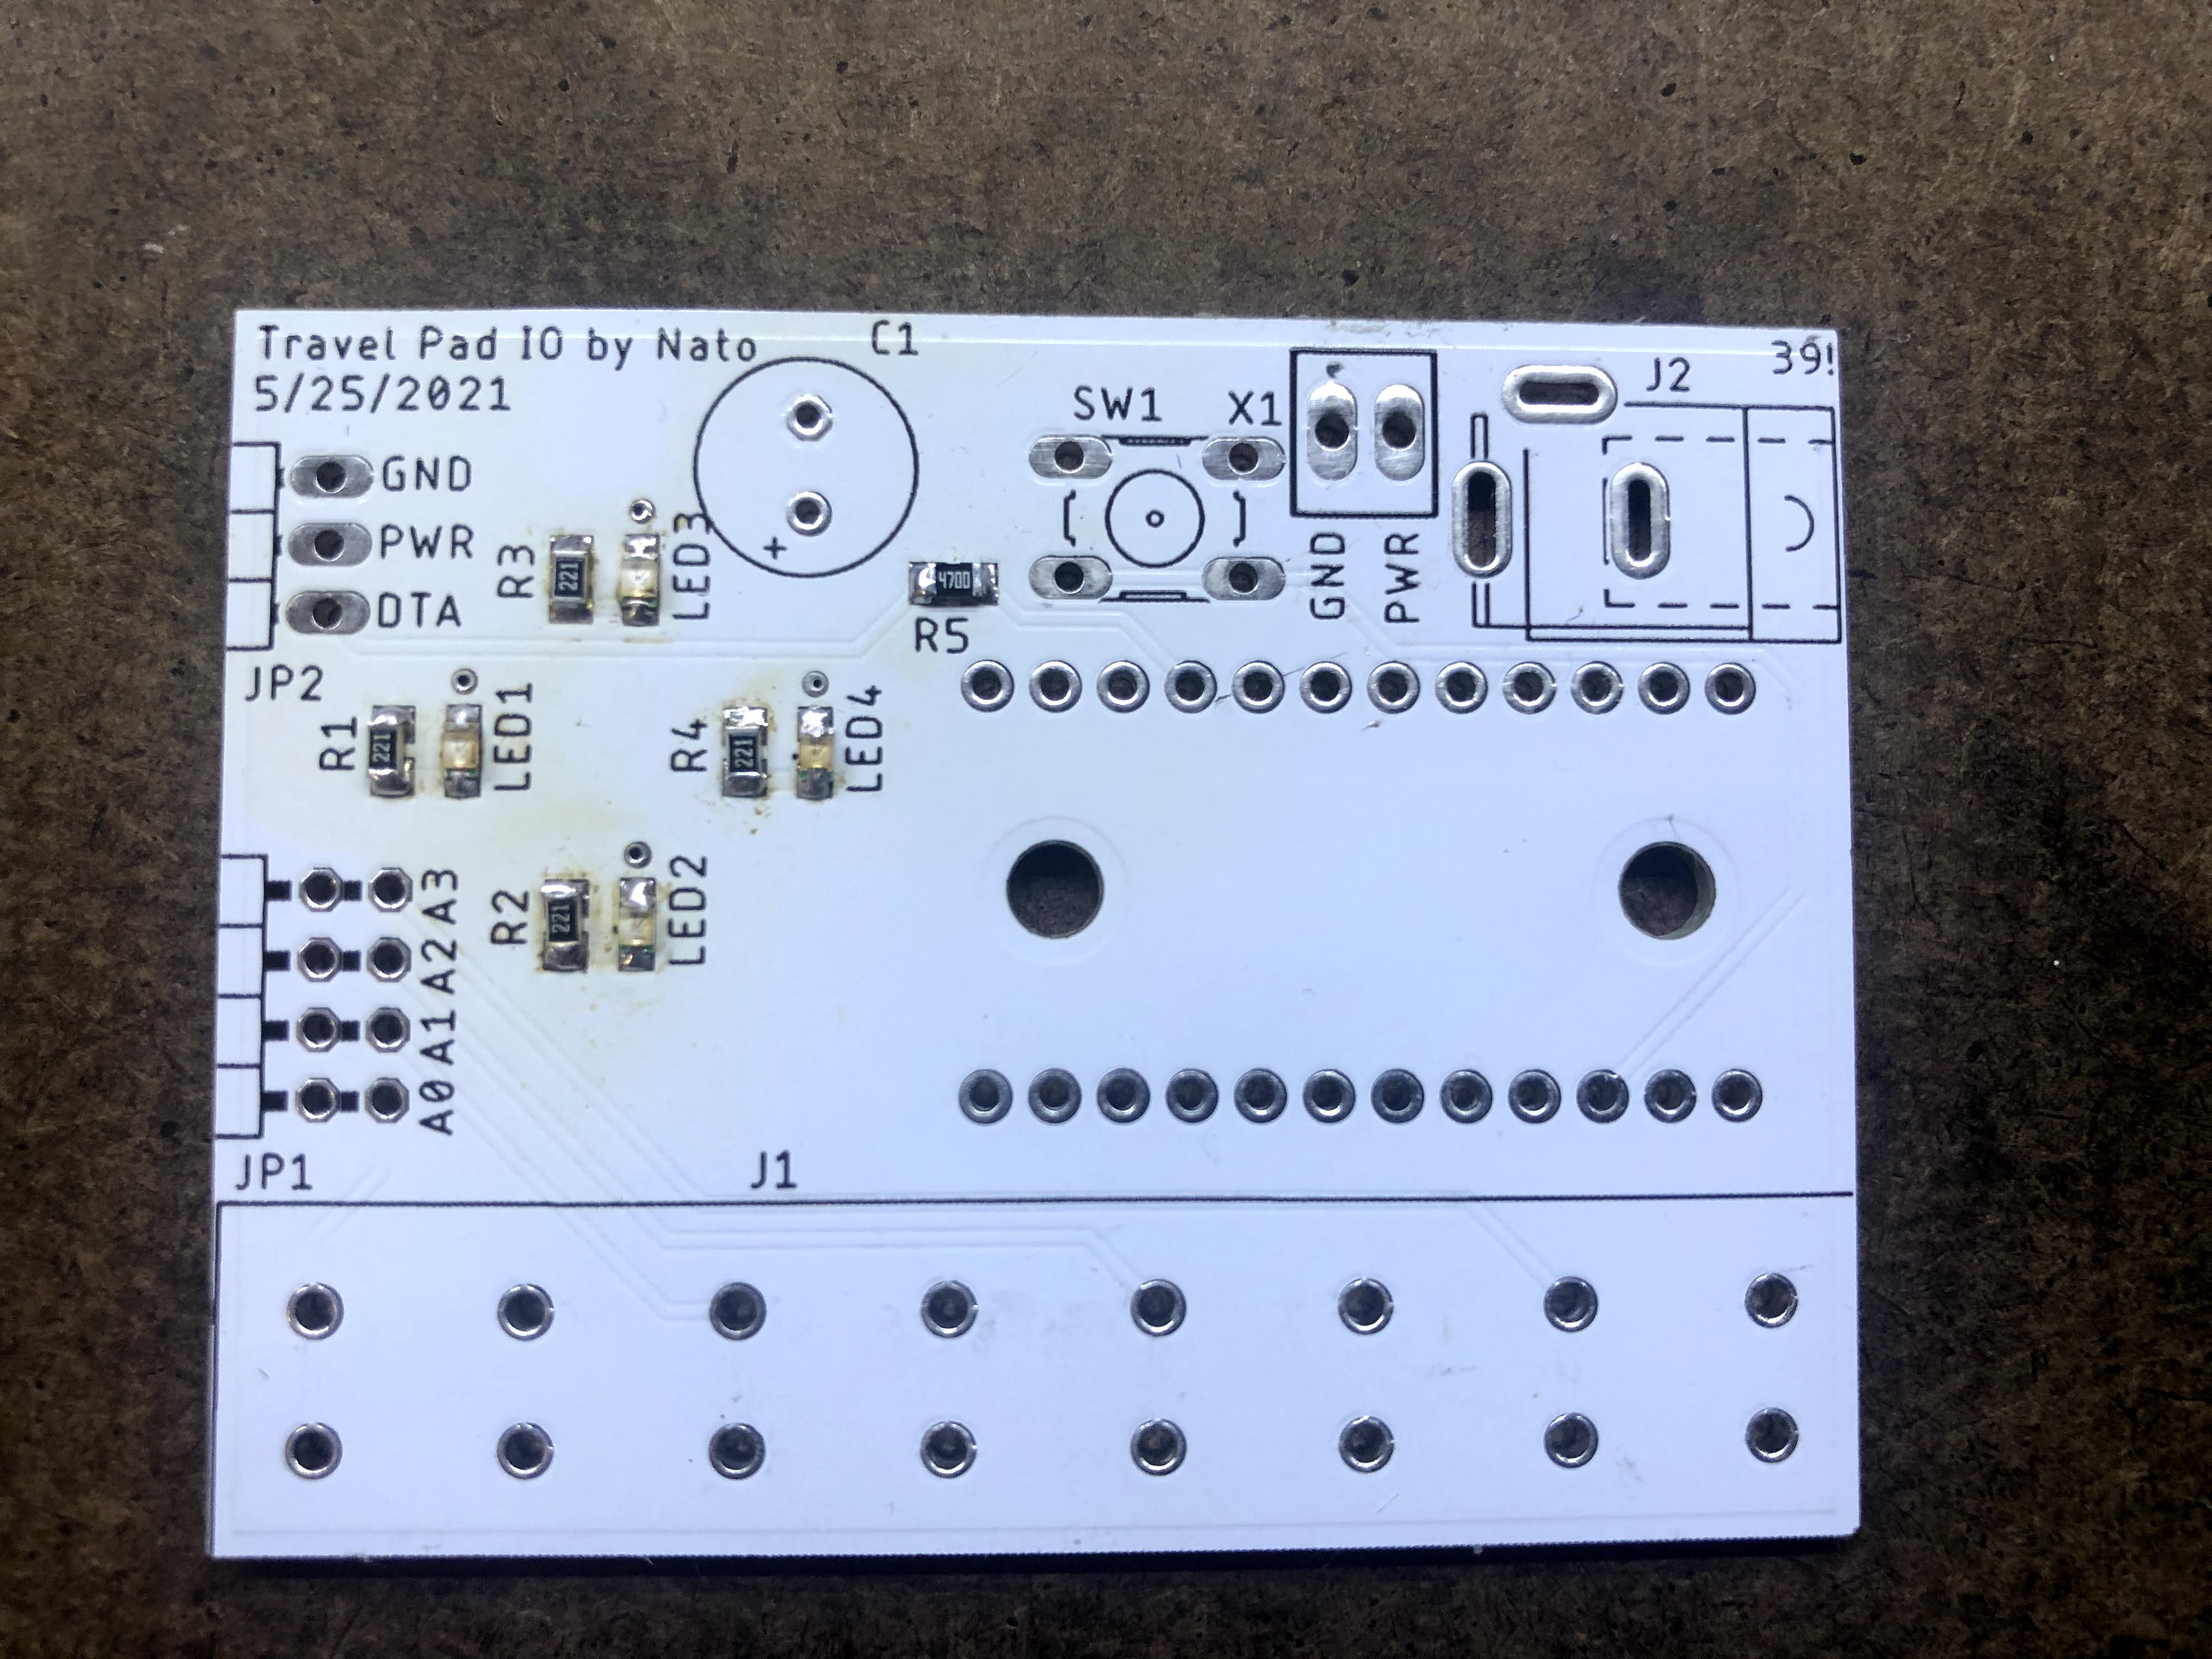 Travel Pad IO by Nato
5/25/2021
C1
39!
J2
SW1
X1
GND
PWR
DTA
JP2
+
R3
221
LED3
4700
R5
GND
PWR
R1
221
LED1
R4
221
LED4
R2
221
LED2
A3
A2
A1
A0
JP1
J1